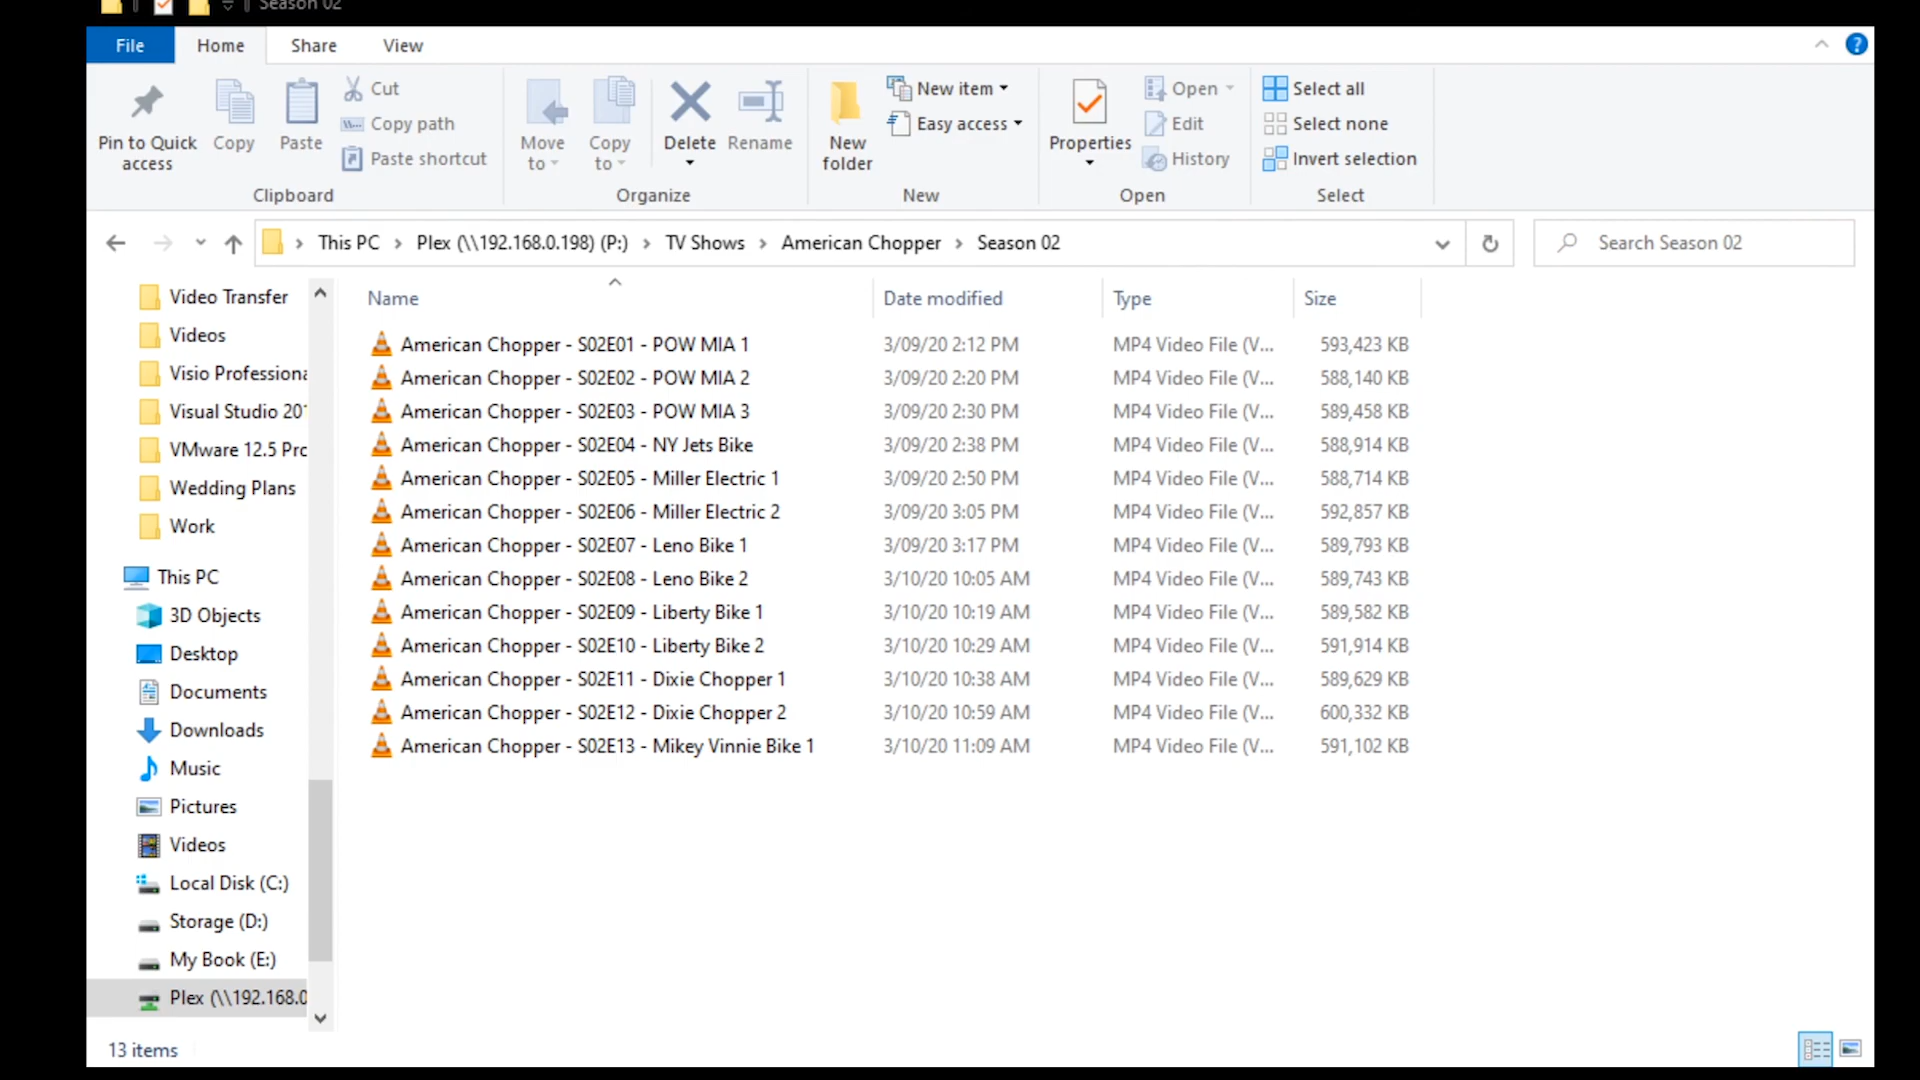 Season 02
File Home Share View
Pin to Quick access
Copy
Paste
Cut
Copy path
Paste shortcut
Clipboard
Move to
Copy to
Delete
Rename
Organize
New folder
New item
Easy access
New
Properties
Open
Edit
History
Open
Select all
Select none
Invert selection
Select
This PC > Plex (\\192.168.0.198) (P:) > TV Shows > American Chopper > Season 02
Search Season 02
Video Transfer
Videos
Visio Professiona
Visual Studio 201
VMware 12.5 Pro
Wedding Plans
Work
This PC
3D Objects
Desktop
Documents
Downloads
Music
Pictures
Videos
Local Disk (C:)
Storage (D:)
My Book (E:)
Plex (\\192.168.0
Name Date modified Type Size
American Chopper - S02E01 - POW MIA 1 3/09/20 2:12 PM MP4 Video File (V... 593,423 KB
American Chopper - S02E02 - POW MIA 2 3/09/20 2:20 PM MP4 Video File (V... 588,140 KB
American Chopper - S02E03 - POW MIA 3 3/09/20 2:30 PM MP4 Video File (V... 589,458 KB
American Chopper - S02E04 - NY Jets Bike 3/09/20 2:38 PM MP4 Video File (V... 588,914 KB
American Chopper - S02E05 - Miller Electric 1 3/09/20 2:50 PM MP4 Video File (V... 588,714 KB
American Chopper - S02E06 - Miller Electric 2 3/09/20 3:05 PM MP4 Video File (V... 592,857 KB
American Chopper - S02E07 - Leno Bike 1 3/09/20 3:17 PM MP4 Video File (V... 589,793 KB
American Chopper - S02E08 - Leno Bike 2 3/10/20 10:05 AM MP4 Video File (V... 589,743 KB
American Chopper - S02E09 - Liberty Bike 1 3/10/20 10:19 AM MP4 Video File (V... 589,582 KB
American Chopper - S02E10 - Liberty Bike 2 3/10/20 10:29 AM MP4 Video File (V... 591,914 KB
American Chopper - S02E11 - Dixie Chopper 1 3/10/20 10:38 AM MP4 Video File (V... 589,629 KB
American Chopper - S02E12 - Dixie Chopper 2 3/10/20 10:59 AM MP4 Video File (V... 600,332 KB
American Chopper - S02E13 - Mikey Vinnie Bike 1 3/10/20 11:09 AM MP4 Video File (V... 591,102 KB
13 items